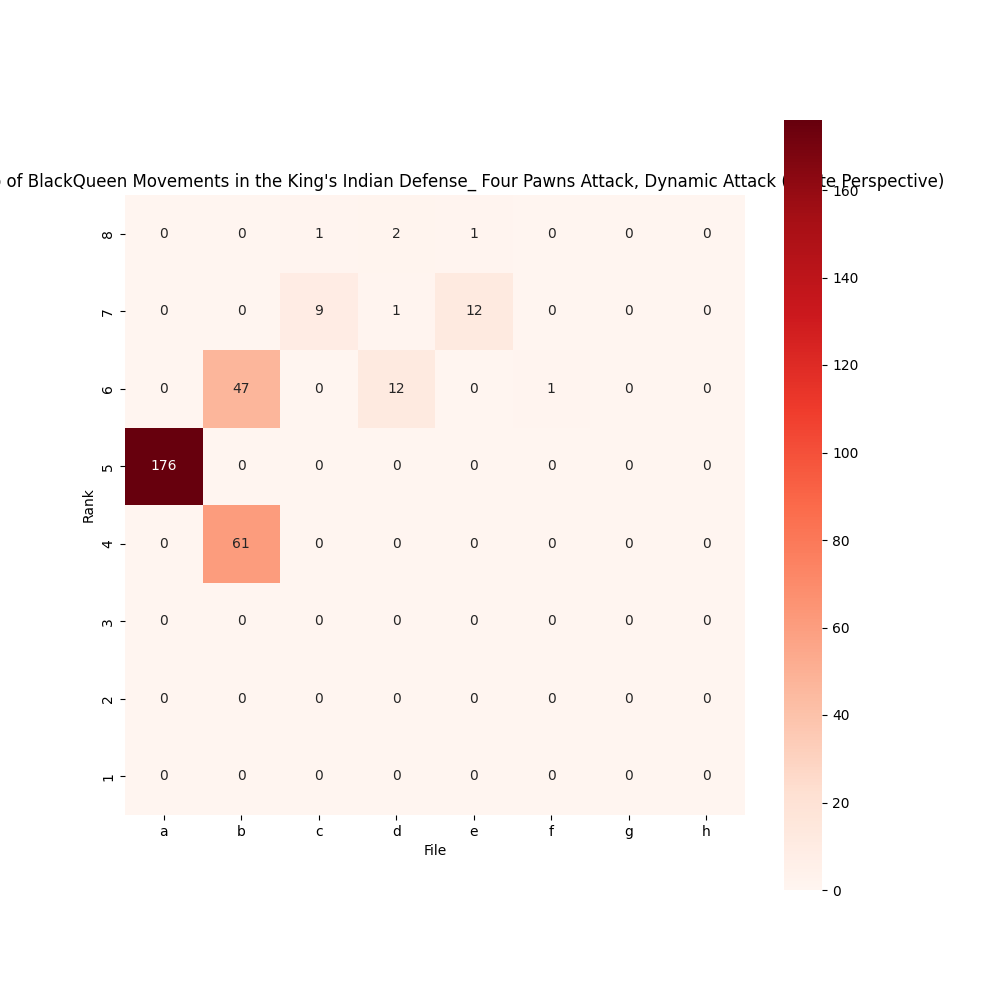 of BlackQueen Movements in the King's Indian Defense_ Four Pawns Attack, Dynamic Attack ( te Perspective)
160
8 0 0 1 2 1 0 0 0
7 0 0 9 1 12 0 0 0
140
120
6 0 47 0 12 0 1 0 0
100
5 176 0 0 0 0 0 0 0
Rank
80
4 0 61 0 0 0 0 0 0
60
3 0 0 0 0 0 0 0 0
40
2 0 0 0 0 0 0 0 0
20
1 0 0 0 0 0 0 0 0
a b c d e f g h
File
0